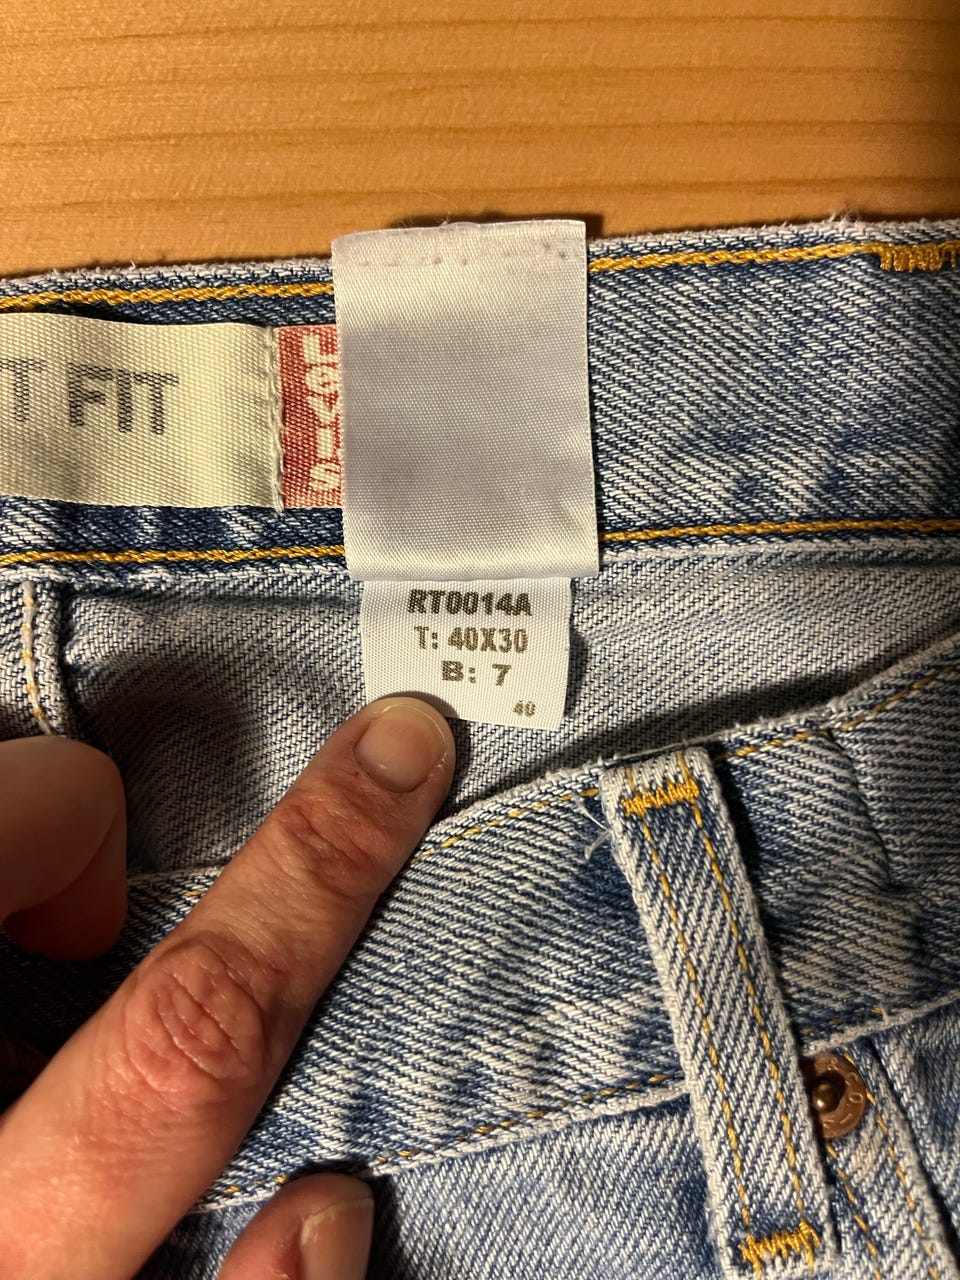 T FIT
LEVI'S
RT0014A
T: 40X30
B: 7
40